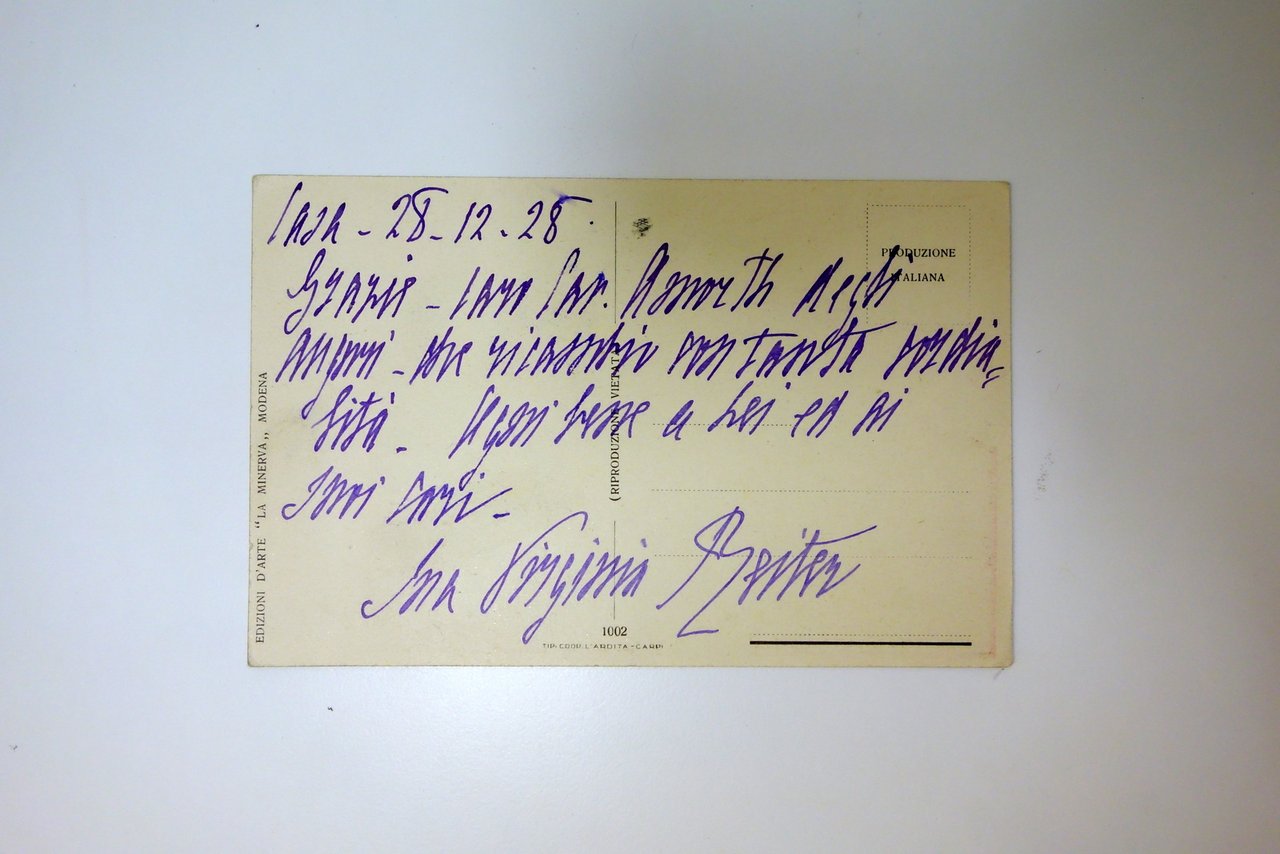 Casa - 28-12-28.
Grazie - caro Cav. Amorth degli
auguri - che ricambio con tanta cordia-
lità - Ogni bene a Lei ed ai
suoi cari -
Sua Virginia Reiter
PRODUZIONE
ITALIANA
EDIZIONI D'ARTE "LA MINERVA,, MODENA
(RIPRODUZIONE VIETATA)
1002
TIP. COOP. L'ARDITA - CARPI